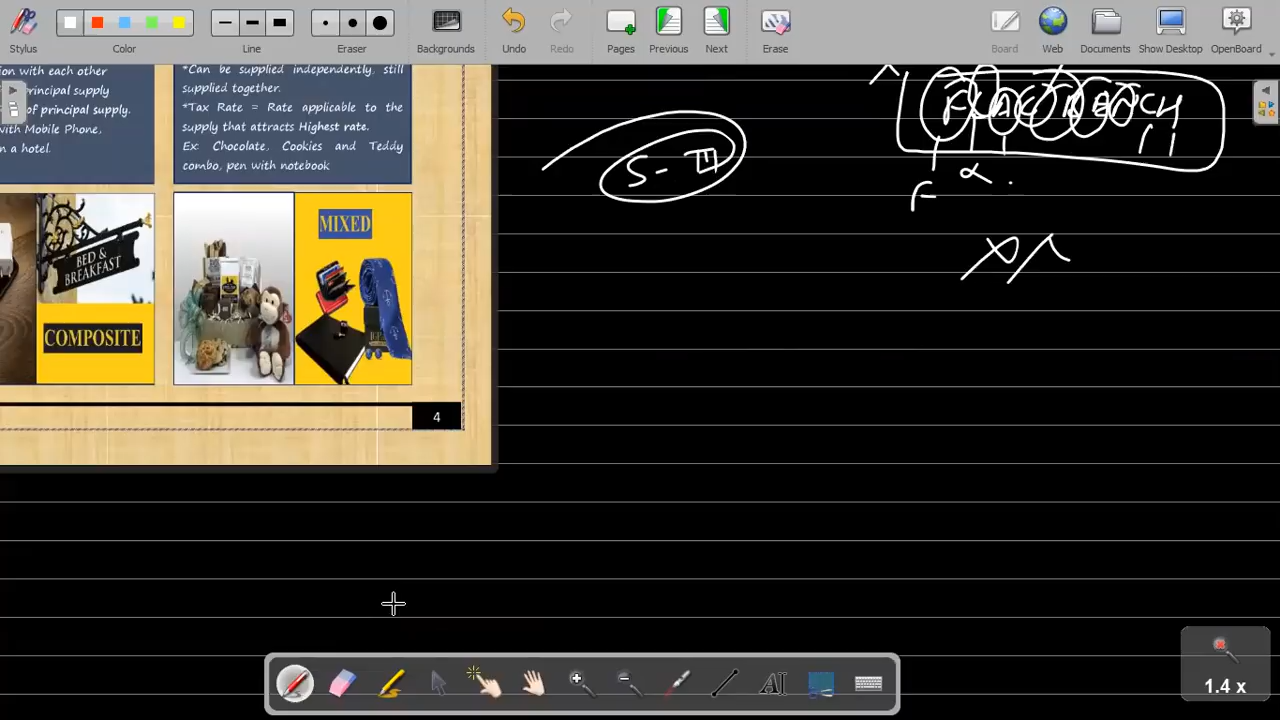 Stylus
Color
Line
Eraser
Backgrounds
Undo
Redo
Pages
Previous
Next
Erase
Board
Web
Documents
Show Desktop
OpenBoard
ion with each other
principal supply
of principal supply.
with Mobile Phone,
n a hotel.
*Can be supplied independently, still
supplied together.
*Tax Rate = Rate applicable to the
supply that attracts Highest rate.
Ex: Chocolate, Cookies and Teddy
combo, pen with notebook
S - III
F
α .
BED &
BREAKFAST
COMPOSITE
MIXED
4
AI
1.4 x